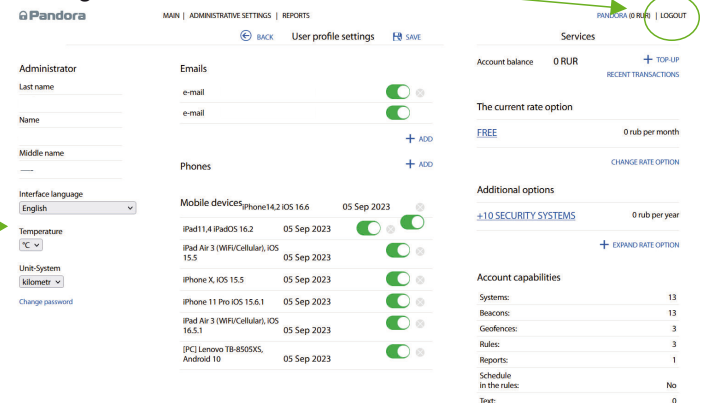 Pandora
MAIN | ADMINISTRATIVE SETTINGS | REPORTS
PANDORA (0 RUR) | LOGOUT
BACK User profile settings SAVE
Administrator
Last name
Name
Middle name
-----
Interface language
English
Temperature
°C
Unit-System
kilometr
Change password
Emails
e-mail
e-mail
+ ADD
Phones + ADD
Mobile devices iPhone14,2 iOS 16.6 05 Sep 2023
iPad11,4 iPadOS 16.2 05 Sep 2023
iPad Air 3 (WiFi/Cellular), iOS
15.5 05 Sep 2023
iPhone X, iOS 15.5 05 Sep 2023
iPhone 11 Pro iOS 15.6.1 05 Sep 2023
iPad Air 3 (WiFi/Cellular), iOS
16.5.1 05 Sep 2023
[PC] Lenovo TB-8505XS,
Android 10 05 Sep 2023
Services
Account balance 0 RUR + TOP-UP
RECENT TRANSACTIONS
The current rate option
FREE 0 rub per month
CHANGE RATE OPTION
Additional options
+10 SECURITY SYSTEMS 0 rub per year
+ EXPAND RATE OPTION
Account capabilities
Systems: 13
Beacons: 13
Geofences: 3
Rules: 3
Reports: 1
Schedule
in the rules: No
Text: 0